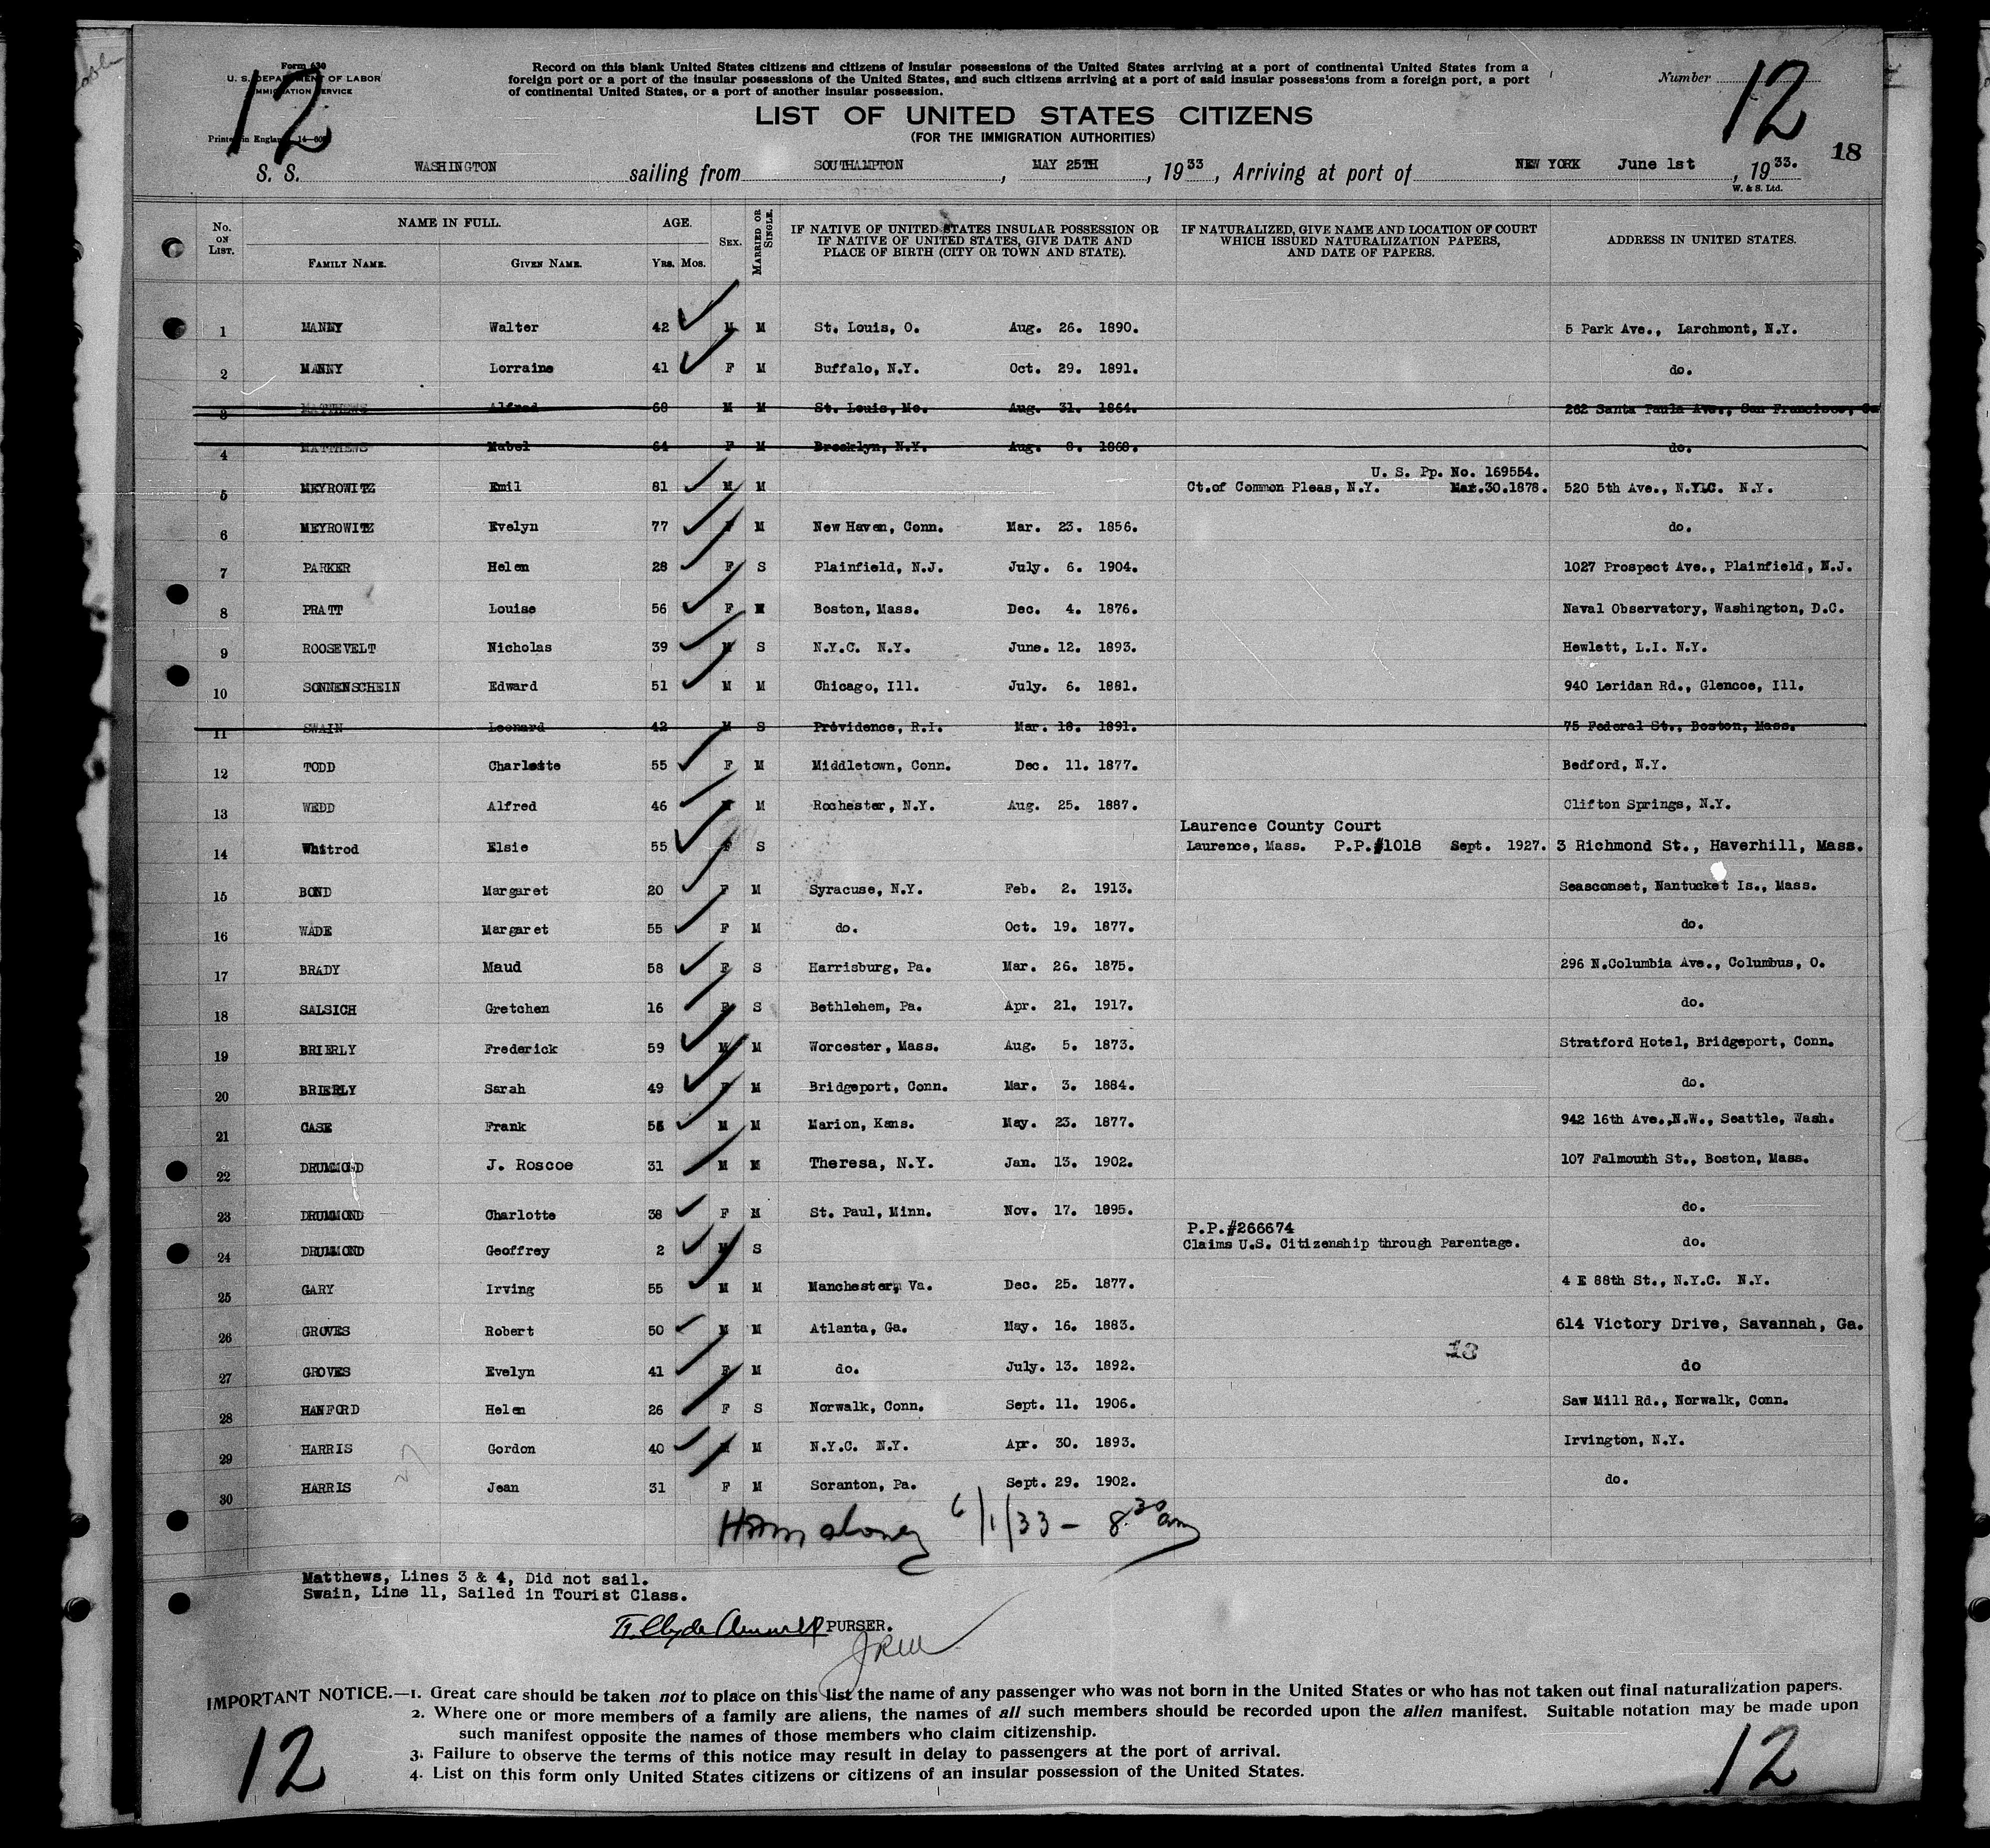 Form 630
U. S. DEPARTMENT OF LABOR
IMMIGRATION SERVICE
Printed in England
12
Record on this blank United States citizens and citizens of insular possessions of the United States arriving at a port of continental United States from a
foreign port or a port of the insular possessions of the United States, and such citizens arriving at a port of said insular possessions from a foreign port, a port
of continental United States, or a port of another insular possession.
Number
12
18
LIST OF UNITED STATES CITIZENS
(FOR THE IMMIGRATION AUTHORITIES)
S. S. WASHINGTON sailing from SOUTHAMPTON, MAY 25TH, 1933, Arriving at port of NEW YORK June 1st, 1933.
W. & S. Ltd.
No. ON LIST. NAME IN FULL. FAMILY NAME. GIVEN NAME. AGE. YRS. MOS. SEX. MARRIED OR SINGLE. IF NATIVE OF UNITED STATES INSULAR POSSESSION OR IF NATIVE OF UNITED STATES, GIVE DATE AND PLACE OF BIRTH (CITY OR TOWN AND STATE). IF NATURALIZED, GIVE NAME AND LOCATION OF COURT WHICH ISSUED NATURALIZATION PAPERS, AND DATE OF PAPERS. ADDRESS IN UNITED STATES.
1 MANNY Walter 42 M M St. Louis, O. Aug. 26. 1890. 5 Park Ave., Larchmont, N.Y.
2 MANNY Lorraine 41 F M Buffalo, N.Y. Oct. 29. 1891. do.
3 MATTHEWS Alfred 68 M M St. Louis, Mo. Aug. 31. 1864. 262 Santa Paula Ave., San Francisco, Ca
4 MATTHEWS Mabel 64 F M Brooklyn, N.Y. Aug. 8. 1868. do.
U. S. Pp. No. 169554.
5 MEYROWITZ Emil 81 M M Ct.of Common Pleas, N.Y. Mar.30.1878. 520 5th Ave., N.Y.C. N.Y.
6 MEYROWITZ Evelyn 77 F M New Haven, Conn. Mar. 23. 1856. do.
7 PARKER Helen 28 F S Plainfield, N.J. July. 6. 1904. 1027 Prospect Ave., Plainfield, N.J.
8 PRATT Louise 56 F M Boston, Mass. Dec. 4. 1876. Naval Observatory, Washington, D.C.
9 ROOSEVELT Nicholas 39 M S N.Y.C. N.Y. June. 12. 1893. Hewlett, L.I. N.Y.
10 SONNENSCHEIN Edward 51 M M Chicago, Ill. July. 6. 1881. 940 Leridan Rd., Glencoe, Ill.
11 SWAIN Leonard 42 M S Providence, R.I. Mar. 18. 1891. 75 Federal St., Boston, Mass.
12 TODD Charlotte 55 F M Middletown, Conn. Dec. 11. 1877. Bedford, N.Y.
13 WEDD Alfred 46 M M Rochester, N.Y. Aug. 25. 1887. Clifton Springs, N.Y.
Laurence County Court
14 Whitrod Elsie 55 F S Laurence, Mass. P.P.#1018 Sept. 1927. 3 Richmond St., Haverhill, Mass.
15 BOND Margaret 20 F M Syracuse, N.Y. Feb. 2. 1913. Seasconset, Nantucket Is., Mass.
16 WADE Margaret 55 F M do. Oct. 19. 1877. do.
17 BRADY Maud 58 F S Harrisburg, Pa. Mar. 26. 1875. 296 N.Columbia Ave., Columbus, O.
18 SALSICH Gretchen 16 F S Bethlehem, Pa. Apr. 21. 1917. do.
19 BRIERLY Frederick 59 M M Worcester, Mass. Aug. 5. 1873. Stratford Hotel, Bridgeport, Conn.
20 BRIERLY Sarah 49 F M Bridgeport, Conn. Mar. 3. 1884. do.
21 CASE Frank 55 M M Marion, Kans. May. 23. 1877. 942 16th Ave.,N.W., Seattle, Wash.
22 DRUMMOND J. Roscoe 31 M M Theresa, N.Y. Jan. 13. 1902. 107 Falmouth St., Boston, Mass.
23 DRUMMOND Charlotte 38 F M St. Paul, Minn. Nov. 17. 1895. do.
P.P.#266674
24 DRUMMOND Geoffrey 2 M S Claims U.S. Citizenship through Parentage. do.
25 GARY Irving 55 M M Manchester, Va. Dec. 25. 1877. 4 E 88th St., N.Y.C. N.Y.
26 GROVES Robert 50 M M Atlanta, Ga. May. 16. 1883. 614 Victory Drive, Savannah, Ga.
13
27 GROVES Evelyn 41 F M do. July. 13. 1892. do
28 HANFORD Helen 26 F S Norwalk, Conn. Sept. 11. 1906. Saw Mill Rd., Norwalk, Conn.
29 HARRIS Gordon 40 M M N.Y.C. N.Y. Apr. 30. 1893. Irvington, N.Y.
30 HARRIS Jean 31 F M Scranton, Pa. Sept. 29. 1902. do.
6/1/33 - 8 30 am
Matthews, Lines 3 & 4, Did not sail.
Swain, Line 11, Sailed in Tourist Class.
PURSER.
IMPORTANT NOTICE.—1. Great care should be taken not to place on this list the name of any passenger who was not born in the United States or who has not taken out final naturalization papers.
2. Where one or more members of a family are aliens, the names of all such members should be recorded upon the alien manifest. Suitable notation may be made upon
such manifest opposite the names of those members who claim citizenship.
3. Failure to observe the terms of this notice may result in delay to passengers at the port of arrival.
4. List on this form only United States citizens or citizens of an insular possession of the United States.
12
12